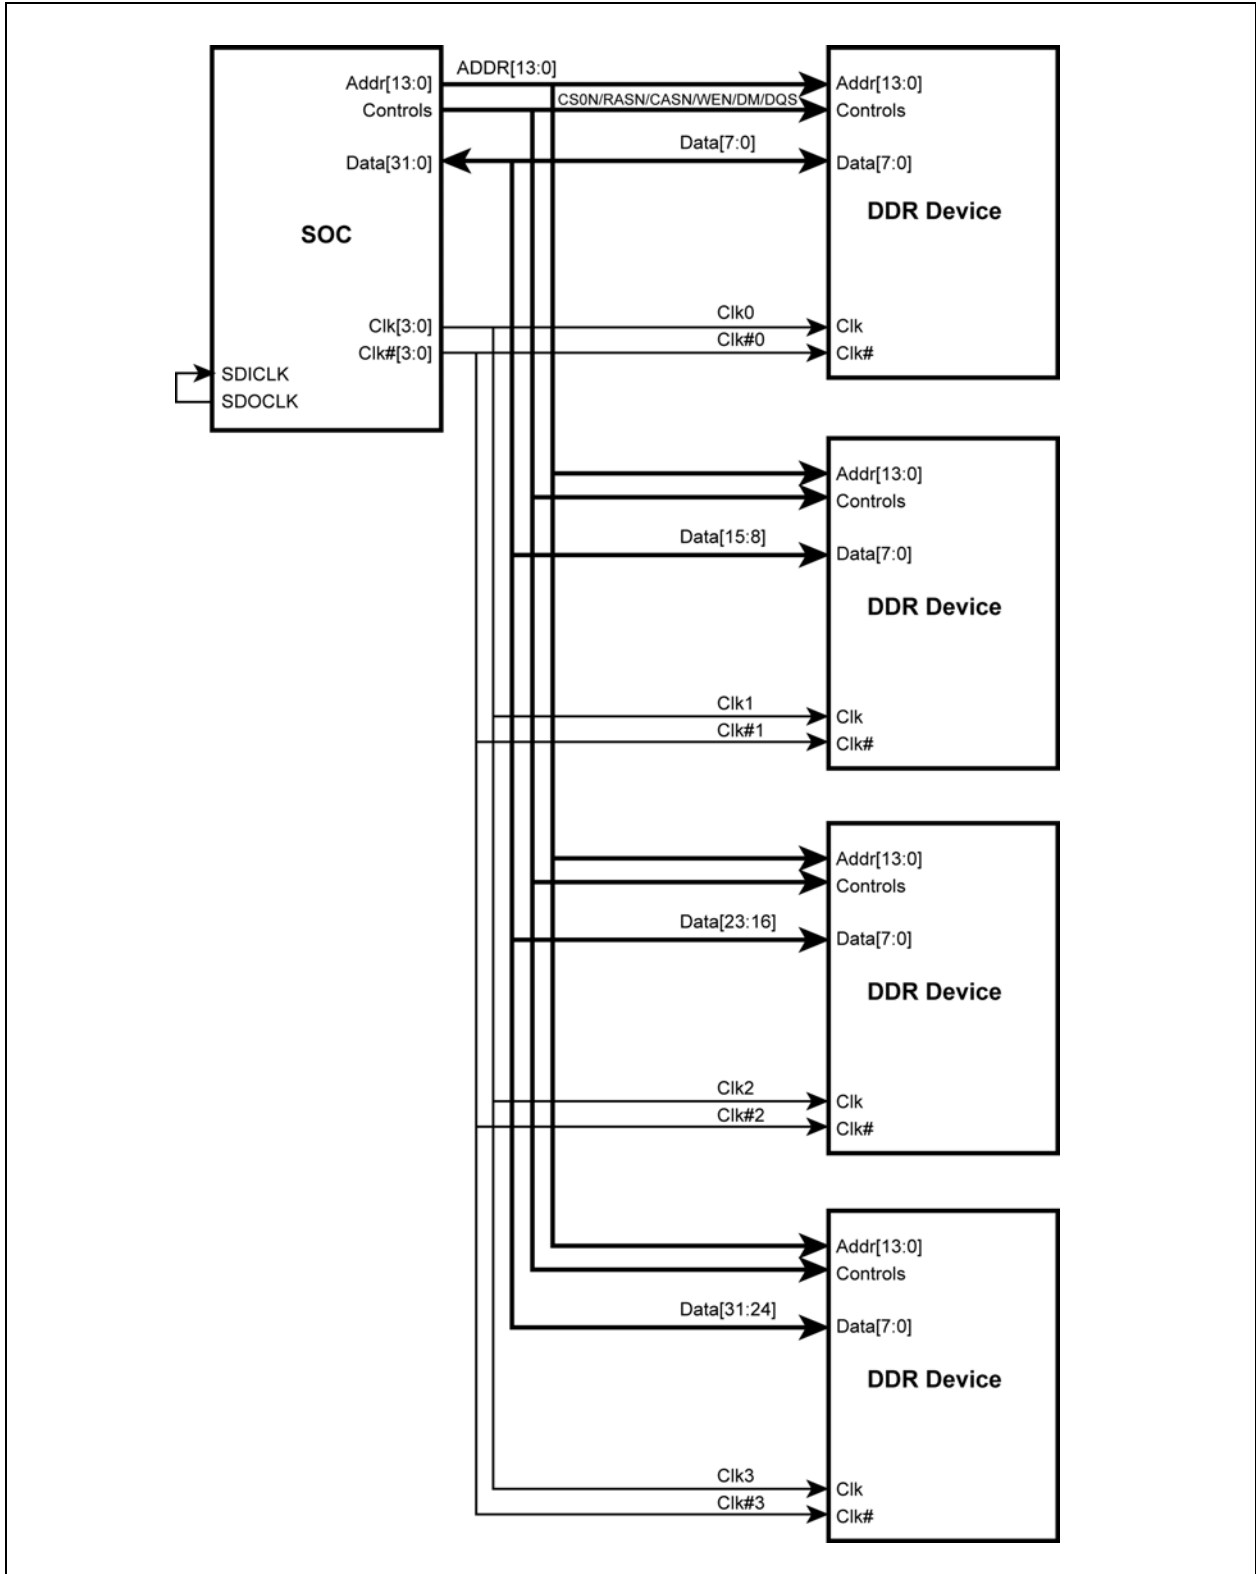 ADDR[13:0]
Addr[13:0]
Controls
Data[31:0]
SOC
Clk[3:0]
Clk#[3:0]
SDICLK
SDOCLK
CS0N/RASN/CASN/WEN/DM/DQS
Data[7:0]
Clk0
Clk#0
Addr[13:0]
Controls
Data[7:0]
DDR Device
Clk
Clk#
Data[15:8]
Clk1
Clk#1
Addr[13:0]
Controls
Data[7:0]
DDR Device
Clk
Clk#
Data[23:16]
Clk2
Clk#2
Addr[13:0]
Controls
Data[7:0]
DDR Device
Clk
Clk#
Data[31:24]
Clk3
Clk#3
Addr[13:0]
Controls
Data[7:0]
DDR Device
Clk
Clk#